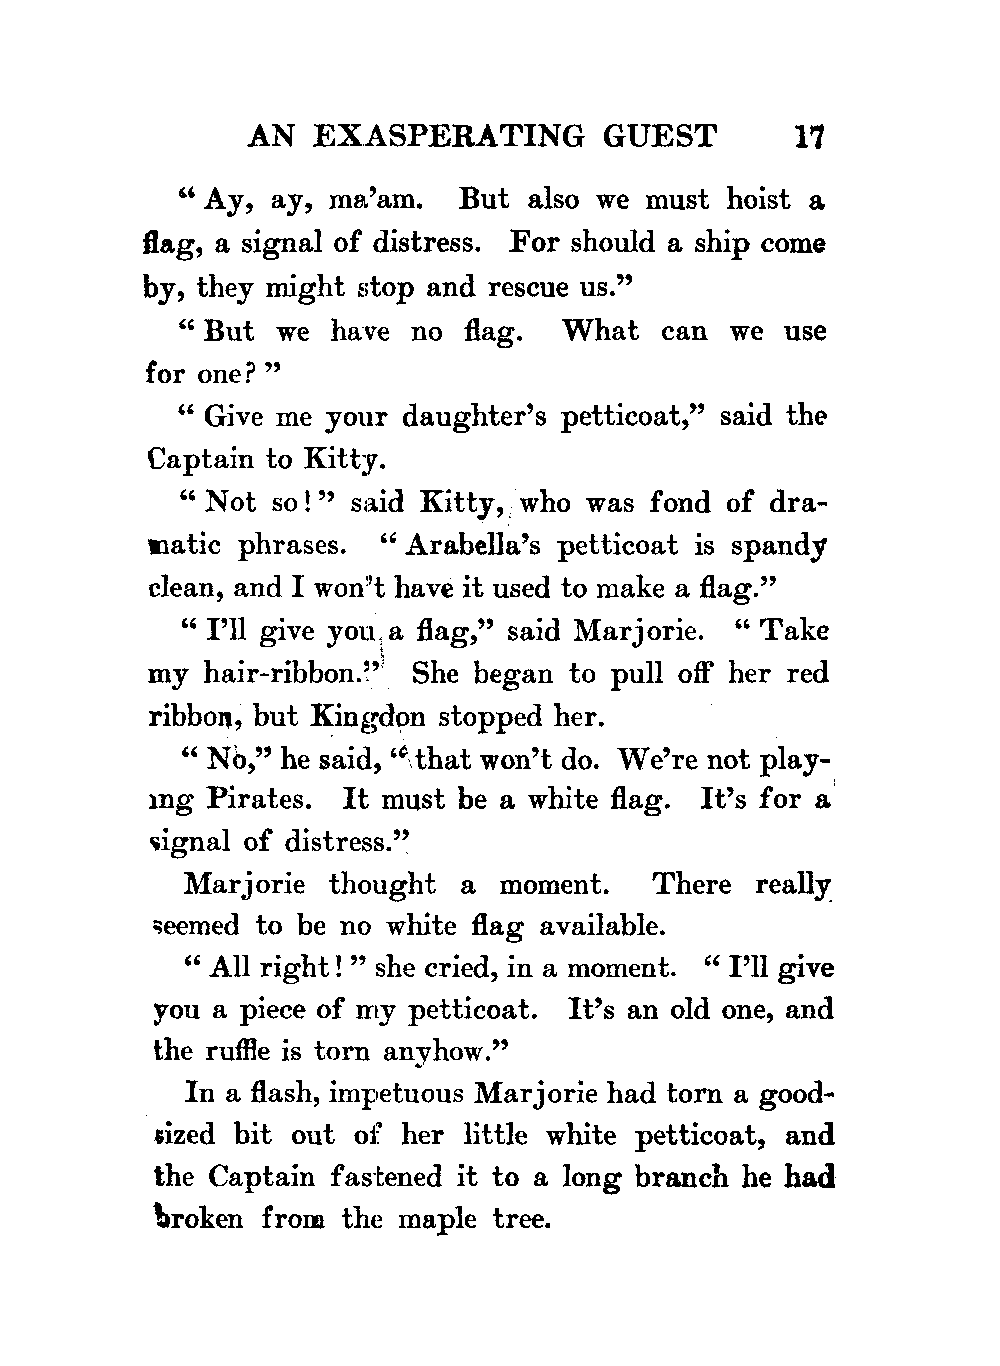 AN EXASPERATING GUEST 17
“Ay, ay, ma’am. But also we must hoist a
flag, a signal of distress. For should a ship come
by, they might stop and rescue us.”
“But we have no flag. What can we use
for one?”
“Give me your daughter’s petticoat,” said the
Captain to Kitty.
“Not so!” said Kitty, who was fond of dra-
matic phrases. “Arabella’s petticoat is spandy
clean, and I won’t have it used to make a flag.”
“I’ll give you a flag,” said Marjorie. “Take
my hair-ribbon.” She began to pull off her red
ribbon, but Kingdon stopped her.
“No,” he said, “that won’t do. We’re not play-
ing Pirates. It must be a white flag. It’s for a
signal of distress.”
Marjorie thought a moment. There really
seemed to be no white flag available.
“All right!” she cried, in a moment. “I’ll give
you a piece of my petticoat. It’s an old one, and
the ruffle is torn anyhow.”
In a flash, impetuous Marjorie had torn a good-
sized bit out of her little white petticoat, and
the Captain fastened it to a long branch he had
broken from the maple tree.